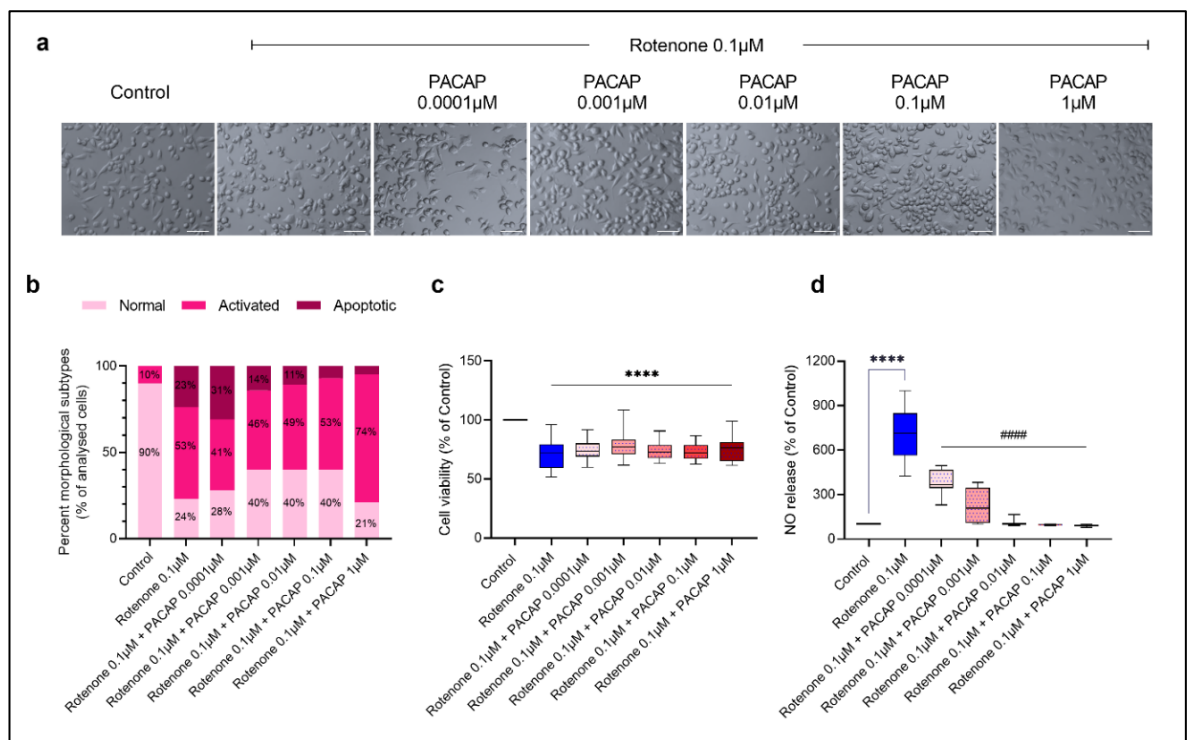 a
Rotenone 0.1µM
Control
PACAP
0.0001µM
PACAP
0.001µM
PACAP
0.01µM
PACAP
0.1µM
PACAP
1µM
b
Normal
Activated
Apoptotic
Percent morphological subtypes
(% of analysed cells)
100
50
0
10%
90%
23%
53%
24%
31%
41%
28%
14%
46%
40%
11%
49%
40%
53%
40%
74%
21%
Control
Rotenone 0.1µM
Rotenone 0.1µM + PACAP 0.0001µM
Rotenone 0.1µM + PACAP 0.001µM
Rotenone 0.1µM + PACAP 0.01µM
Rotenone 0.1µM + PACAP 0.1µM
Rotenone 0.1µM + PACAP 1µM
c
Cell viability (% of Control)
150
100
50
0
****
Control
Rotenone 0.1µM
Rotenone 0.1µM + PACAP 0.0001µM
Rotenone 0.1µM + PACAP 0.001µM
Rotenone 0.1µM + PACAP 0.01µM
Rotenone 0.1µM + PACAP 0.1µM
Rotenone 0.1µM + PACAP 1µM
d
NO release (% of Control)
1200
900
600
300
0
****
####
Control
Rotenone 0.1µM
Rotenone 0.1µM + PACAP 0.0001µM
Rotenone 0.1µM + PACAP 0.001µM
Rotenone 0.1µM + PACAP 0.01µM
Rotenone 0.1µM + PACAP 0.1µM
Rotenone 0.1µM + PACAP 1µM